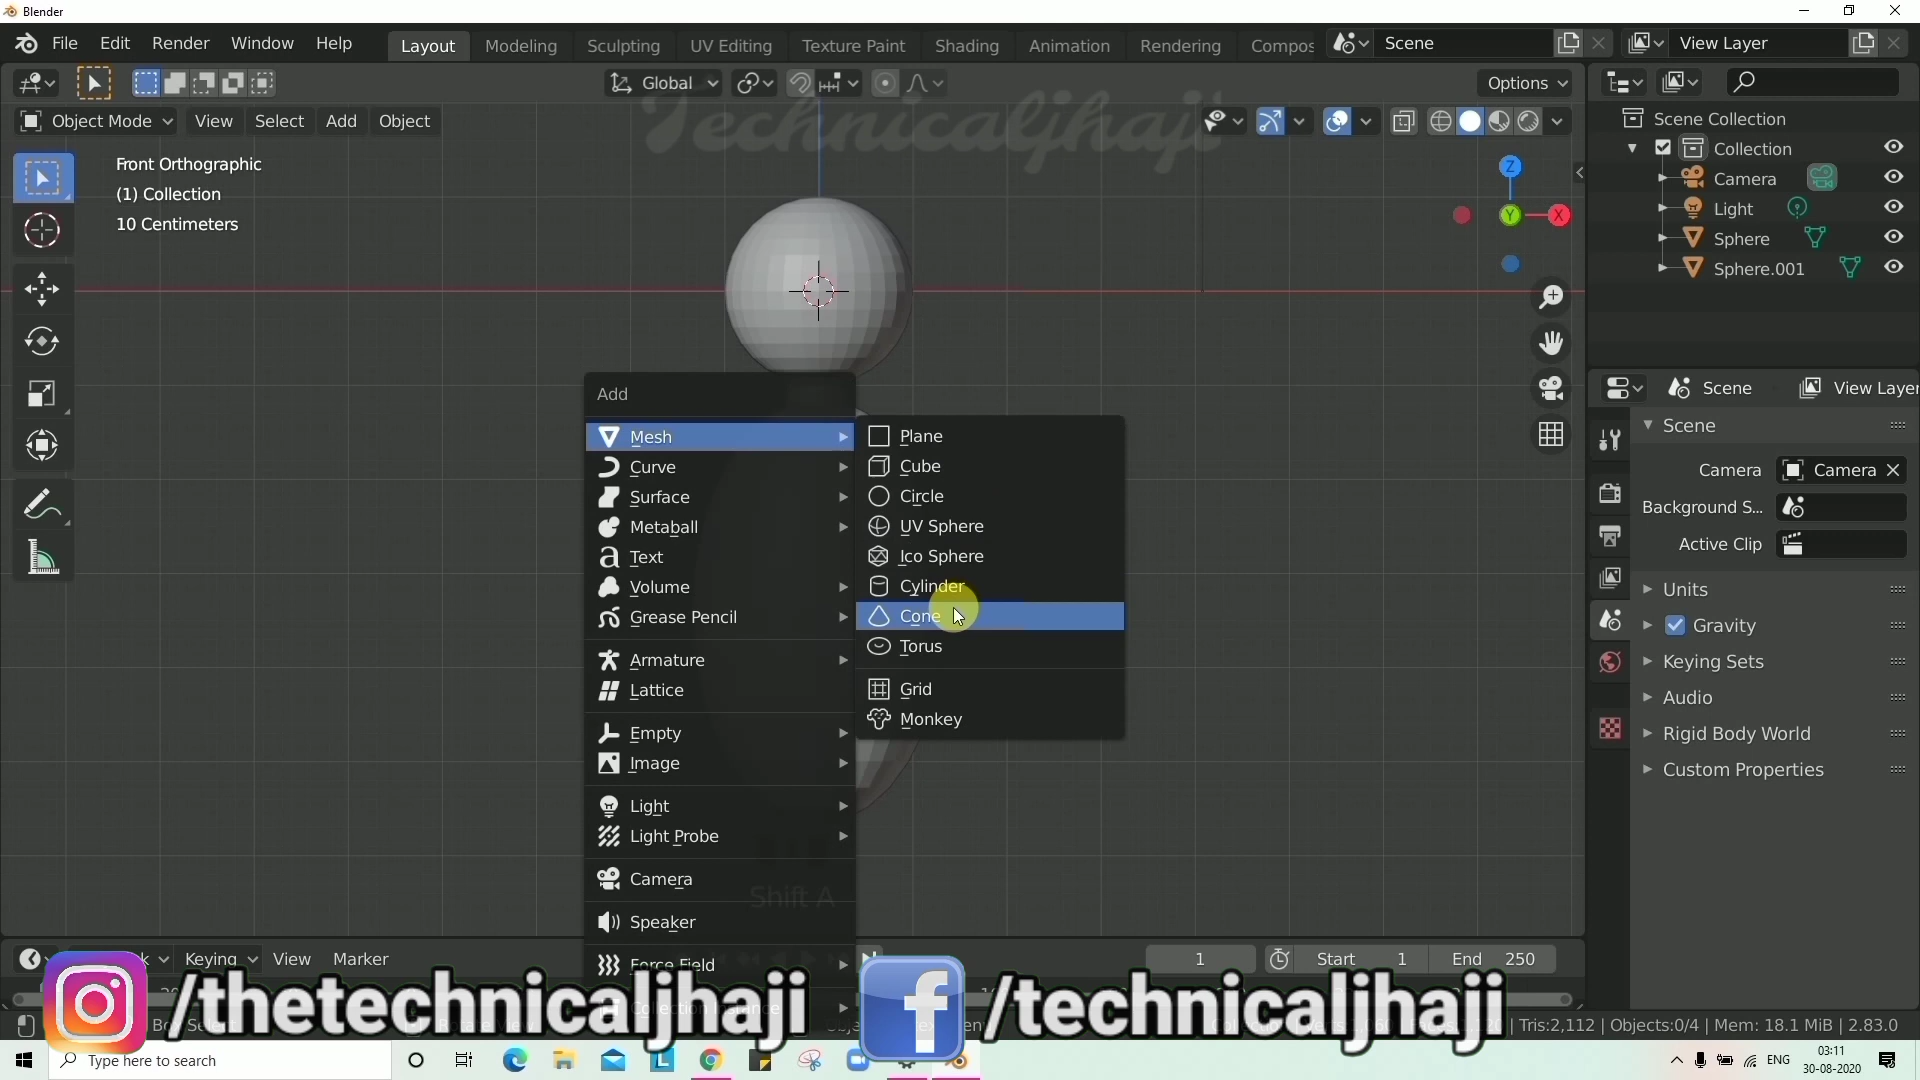 Blender
File Edit Render Window Help Layout Modeling Sculpting UV Editing Texture Paint Shading Animation Rendering Compos Scene View Layer
Global Options
Object Mode View Select Add Object
Technicaljhaji
Front Orthographic
(1) Collection
10 Centimeters
Z
Y X
Scene Collection
Collection
Camera
Light
Sphere
Sphere.001
Add
Mesh
Curve
Surface
Metaball
Text
Volume
Grease Pencil
Armature
Lattice
Empty
Image
Light
Light Probe
Camera
Speaker
Force Field
Plane
Cube
Circle
UV Sphere
Ico Sphere
Cylinder
Cone
Torus
Grid
Monkey
Shift A
Scene View Layer
Scene
Camera Camera
Background S...
Active Clip
Units
Gravity
Keying Sets
Audio
Rigid Body World
Custom Properties
Keying View Marker 1 Start 1 End 250
/thetechnicaljhaji /technicaljhaji
Tris:2,112 | Objects:0/4 | Mem: 18.1 MiB | 2.83.0
Type here to search
ENG
03:11
30-08-2020